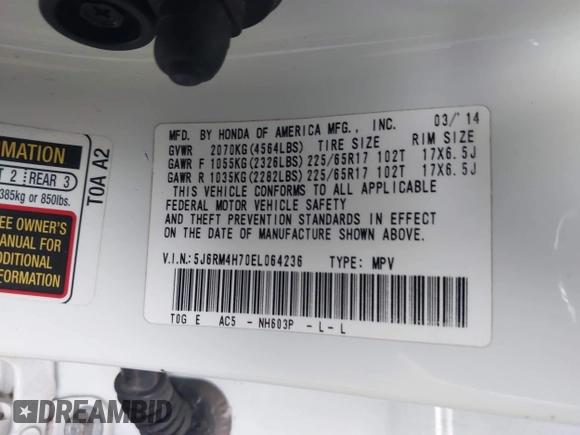 MATION
T 2 REAR 3
385kg or 850lbs.
EE OWNER'S
ANUAL FOR
DDITIONAL
ORMATION
T0A A2
03/'14
MFD. BY HONDA OF AMERICA MFG., INC.
GVWR 2070KG(4564LBS) TIRE SIZE RIM SIZE
GAWR F 1055KG(2326LBS) 225/65R17 102T 17X6.5J
GAWR R 1035KG(2282LBS) 225/65R17 102T 17X6.5J
THIS VEHICLE CONFORMS TO ALL APPLICABLE
FEDERAL MOTOR VEHICLE SAFETY
AND THEFT PREVENTION STANDARDS IN EFFECT
ON THE DATE OF MANUFACTURE SHOWN ABOVE.
V.I.N.:5J6RM4H70EL064236 TYPE: MPV
T0G E AC5 - NH603P - L- L
DREAMBID